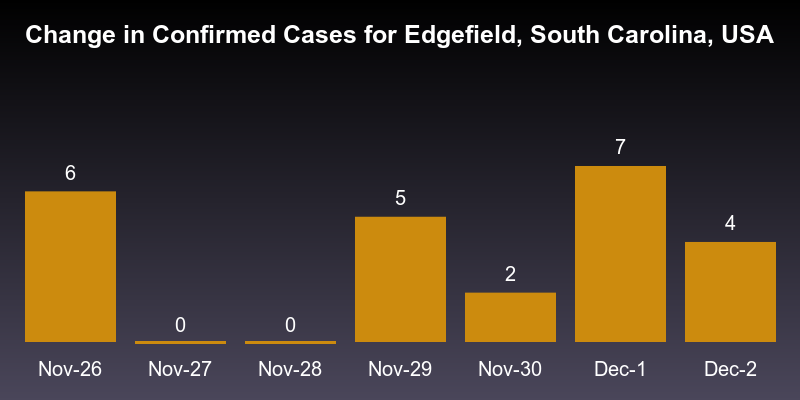 Change in Confirmed Cases for Edgefield, South Carolina, USA
6
0
0
5
2
7
4
Nov-26
Nov-27
Nov-28
Nov-29
Nov-30
Dec-1
Dec-2